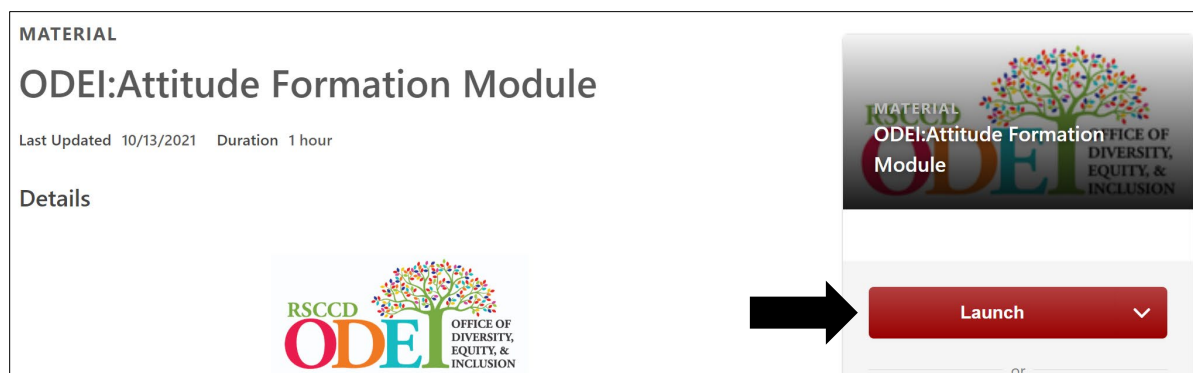 MATERIAL
ODEI:Attitude Formation Module
Last Updated 10/13/2021 Duration 1 hour
Details
RSCCD
ODEI
OFFICE OF
DIVERSITY,
EQUITY, &
INCLUSION
RSCCD
MATERIAL
ODEI:Attitude Formation
Module
ODEI
OFFICE OF
DIVERSITY,
EQUITY, &
INCLUSION
Launch
or